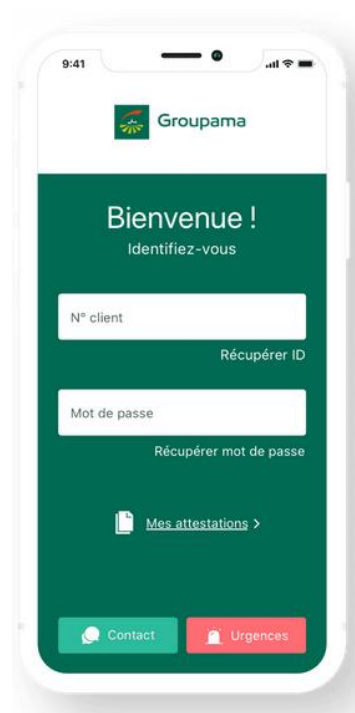 9:41
Groupama
Bienvenue !
Identifiez-vous
N° client
Récupérer ID
Mot de passe
Récupérer mot de passe
Mes attestations >
Contact
Urgences